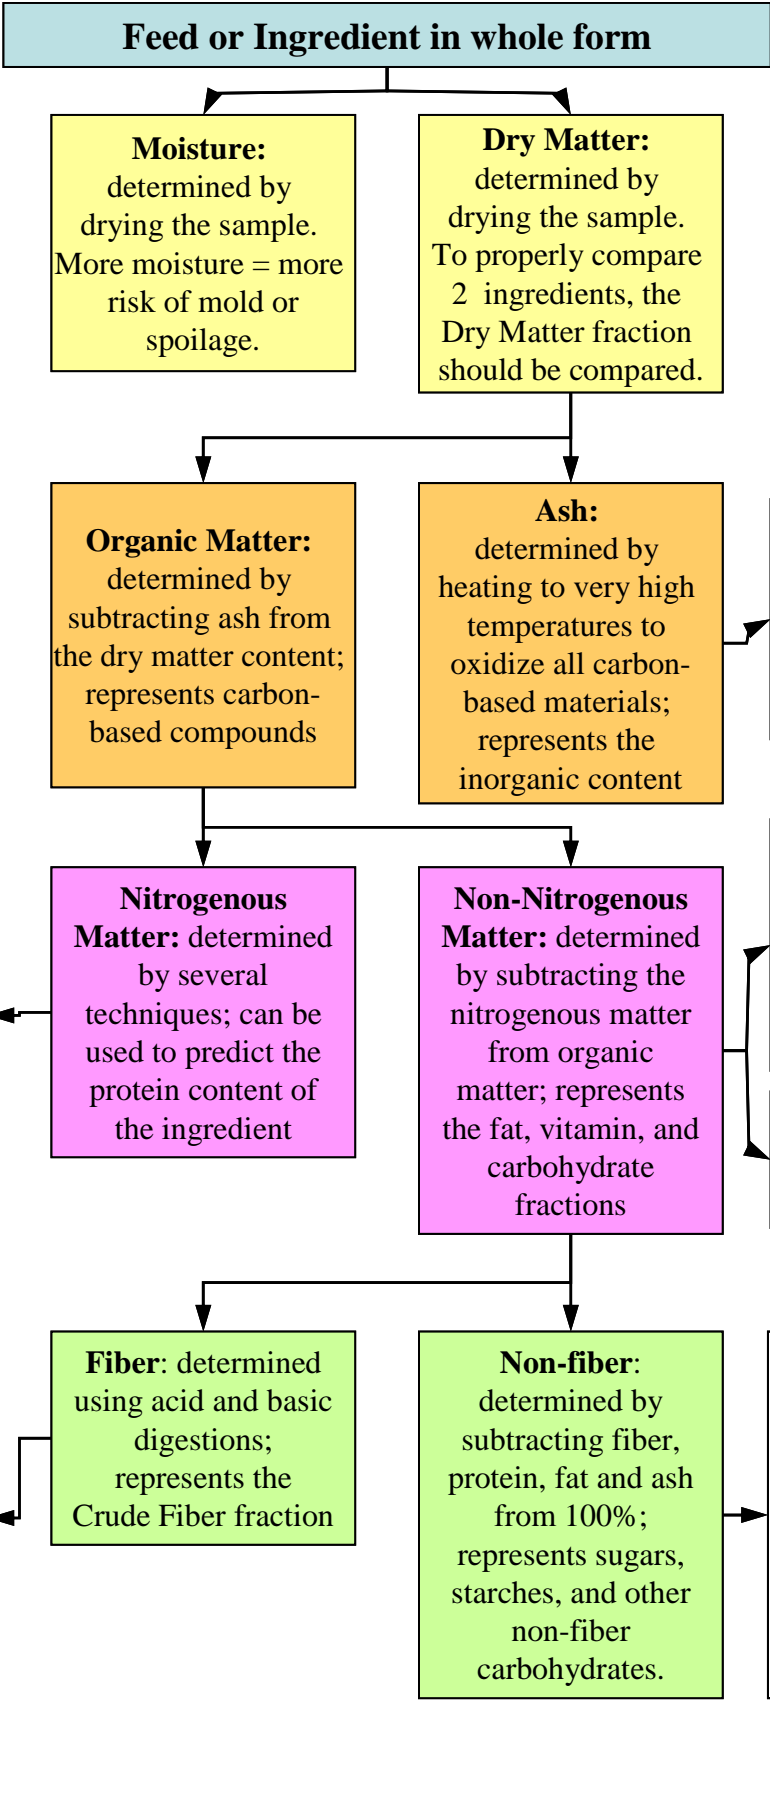 Feed or Ingredient in whole form
Moisture:
determined by
drying the sample.
More moisture = more
risk of mold or
spoilage.
Dry Matter:
determined by
drying the sample.
To properly compare
2  ingredients, the
Dry Matter fraction
should be compared.
Organic Matter:
determined by
subtracting ash from
the dry matter content;
represents carbon-
based compounds
Ash:
determined by
heating to very high
temperatures to
oxidize all carbon-
based materials;
represents the
inorganic content
Nitrogenous
Matter: determined
by several
techniques; can be
used to predict the
protein content of
the ingredient
Non-Nitrogenous
Matter: determined
by subtracting the
nitrogenous matter
from organic
matter; represents
the fat, vitamin, and
carbohydrate
fractions
Fiber: determined
using acid and basic
digestions;
represents the
Crude Fiber fraction
Non-fiber:
determined by
subtracting fiber,
protein, fat and ash
from 100%;
represents sugars,
starches, and other
non-fiber
carbohydrates.